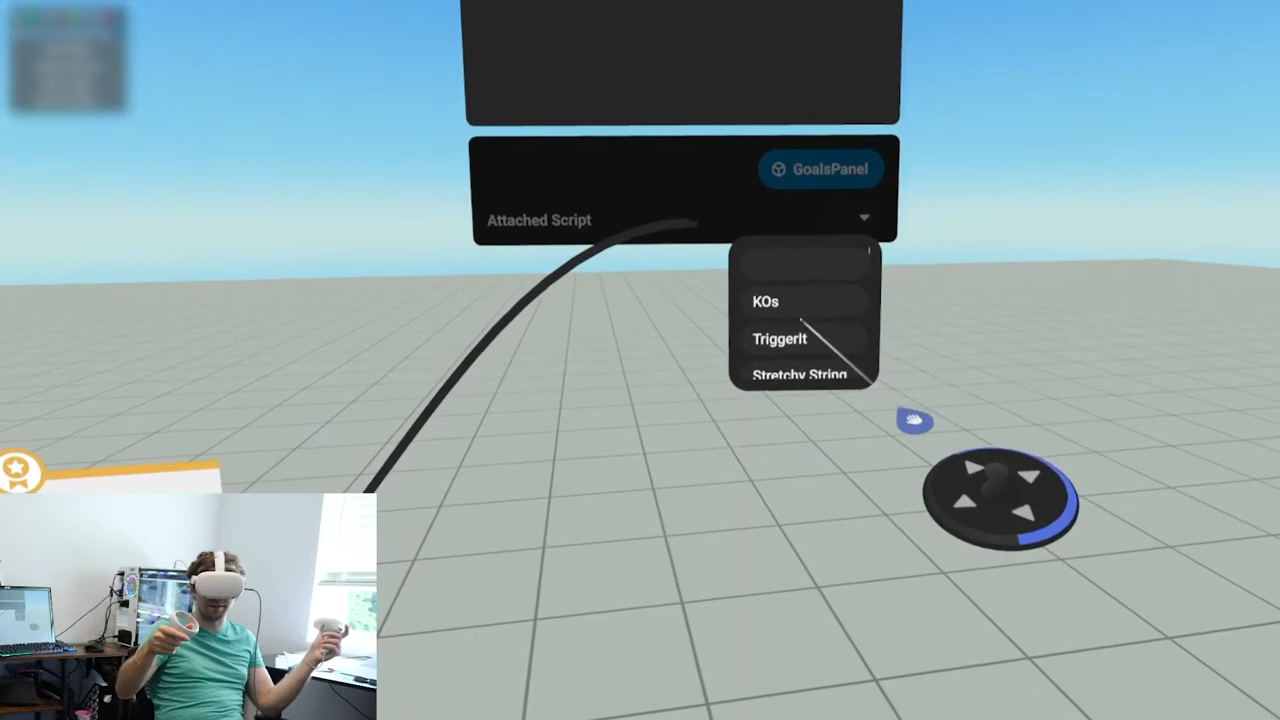 GoalsPanel
Attached Script
KOs
TriggerIt
Stretchy String